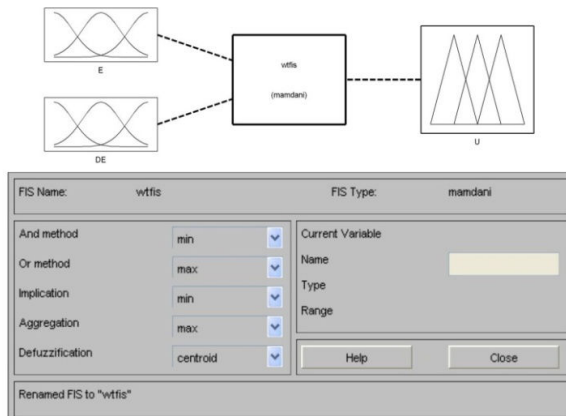 E
wtfis
(mamdani)
DE
U
FIS Name: wtfis FIS Type: mamdani
And method min
Or method max
Implication min
Aggregation max
Defuzzification centroid
Current Variable
Name
Type
Range
Help Close
Renamed FIS to "wtfis"